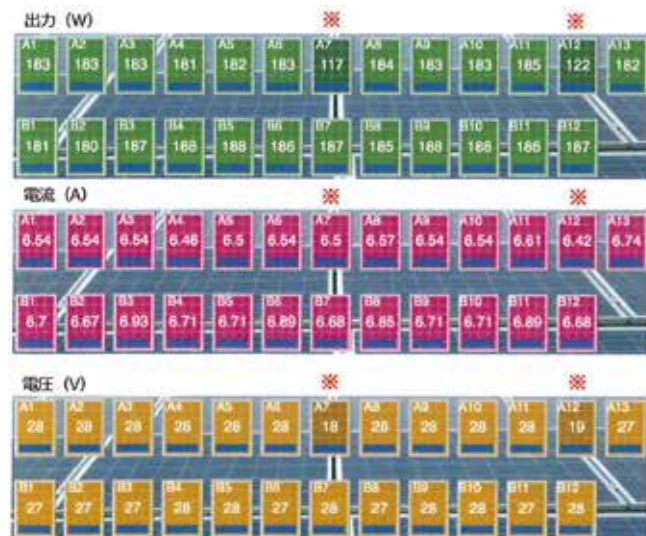 出力（W） ※ ※
A1 A2 A3 A4 A5 A6 A7 A8 A9 A10 A11 A12 A13
183 183 183 181 182 183 117 184 183 183 185 122 182
B1 B2 B3 B4 B5 B6 B7 B8 B9 B10 B11 B12
181 180 187 188 188 186 187 185 188 188 186 187
電流（A） ※ ※
A1 A2 A3 A4 A5 A6 A7 A8 A9 A10 A11 A12 A13
6.54 6.54 6.54 6.46 6.5 6.54 6.5 6.57 6.54 6.54 6.61 6.42 6.74
B1 B2 B3 B4 B5 B6 B7 B8 B9 B10 B11 B12
6.7 6.67 6.93 6.71 6.71 6.89 6.68 6.85 6.71 6.71 6.89 6.68
電圧（V） ※ ※
A1 A2 A3 A4 A5 A6 A7 A8 A9 A10 A11 A12 A13
28 28 28 28 28 28 18 28 28 28 28 19 27
B1 B2 B3 B4 B5 B6 B7 B8 B9 B10 B11 B12
27 27 27 28 28 27 28 27 28 28 27 28